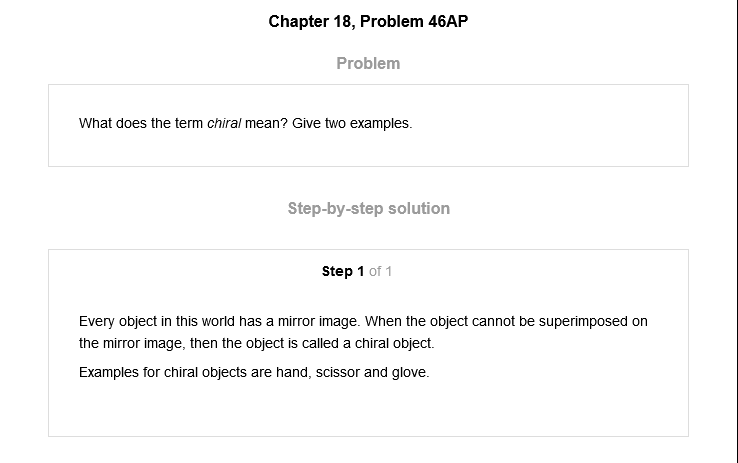 Chapter 18, Problem 46AP
Problem
What does the term chiral mean? Give two examples.
Step-by-step solution
Step 1 of 1
Every object in this world has a mirror image. When the object cannot be superimposed on
the mirror image, then the object is called a chiral object.
Examples for chiral objects are hand, scissor and glove.